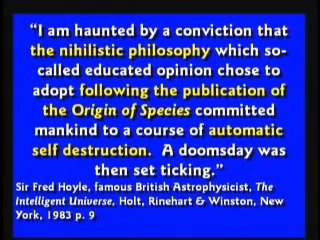 "I am haunted by a conviction that
the nihilistic philosophy which so-
called educated opinion chose to
adopt following the publication of
the Origin of Species committed
mankind to a course of automatic
self destruction. A doomsday was
then set ticking."
Sir Fred Hoyle, famous British Astrophysicist, The
Intelligent Universe, Holt, Rinehart & Winston, New
York, 1983 p. 9